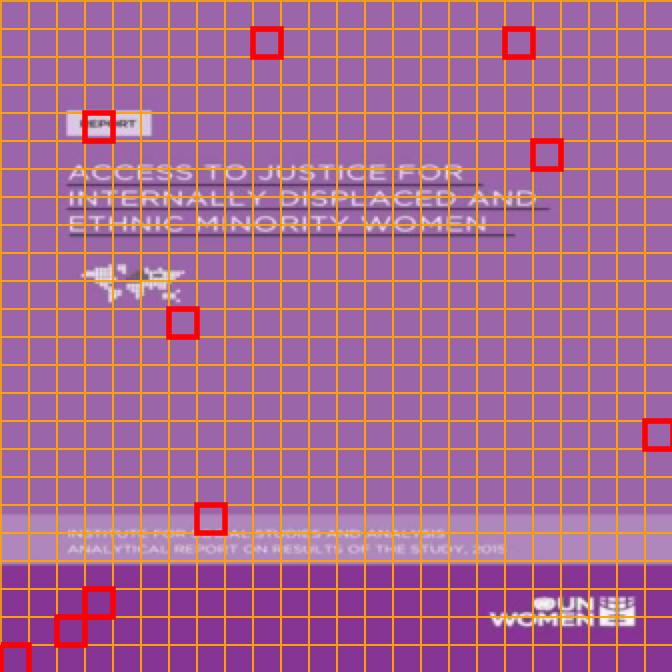 REPORT
ACCESS TO JUSTICE FOR
INTERNALLY DISPLACED AND
ETHNIC MINORITY WOMEN
INSTITUTE FOR SOCIAL STUDIES AND ANALYSIS
ANALYTICAL REPORT ON RESULTS OF THE STUDY, 2015
UN
WOMEN